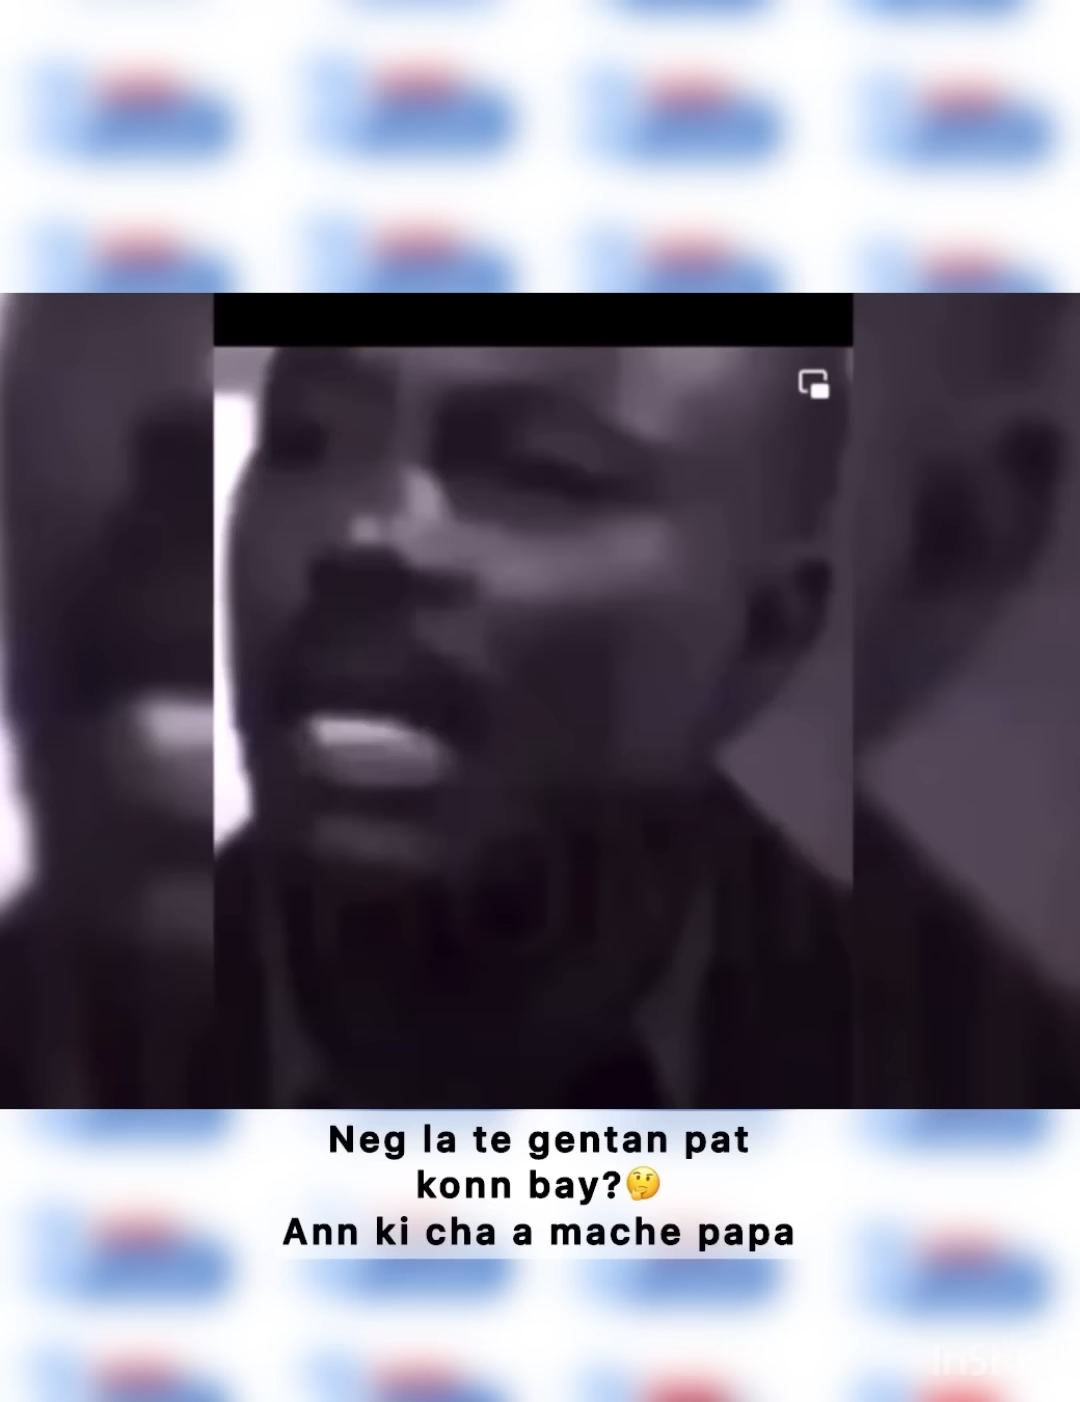 Neg la te gentan pat
konn bay?🤔
Ann ki cha a mache papa